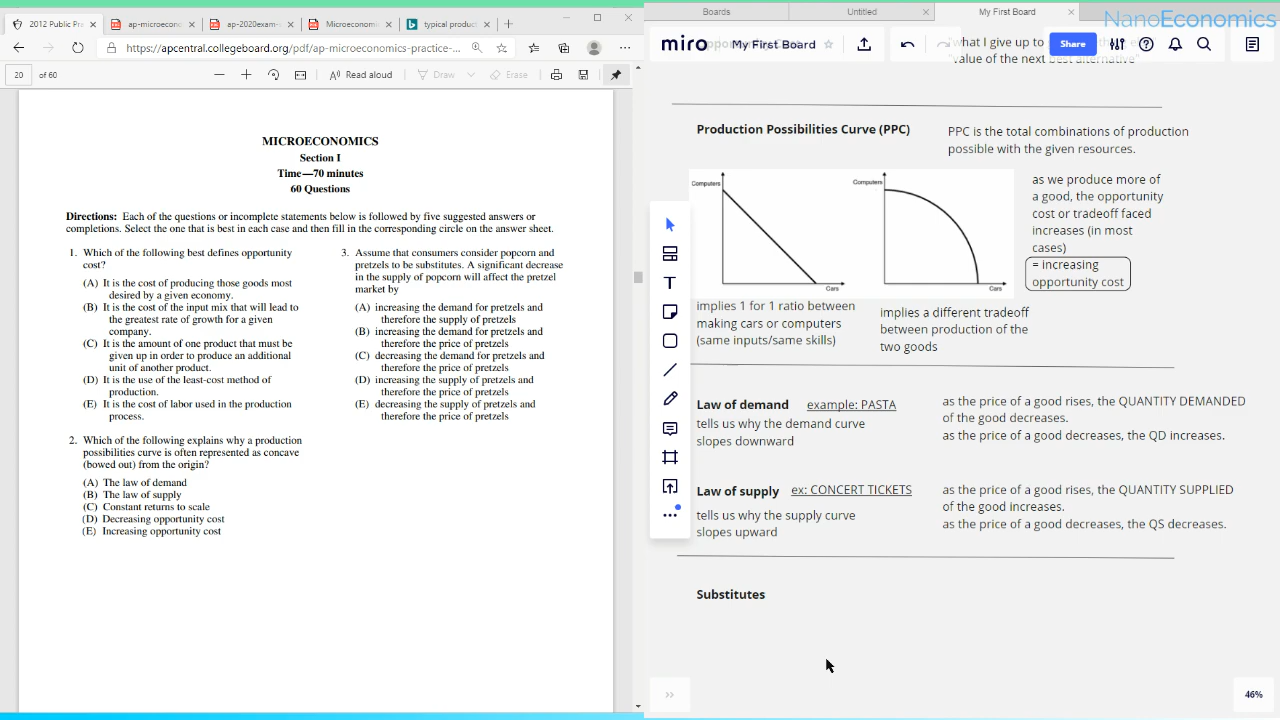 2012 Public Pra
ap-microeconc
ap-2020exam-s
Microeconomi
typical produc
https://apcentral.collegeboard.org/pdf/ap-microeconomics-practice-...
20 of 60
Read aloud
Draw
Erase
MICROECONOMICS
Section I
Time—70 minutes
60 Questions
Directions: Each of the questions or incomplete statements below is followed by five suggested answers or
completions. Select the one that is best in each case and then fill in the corresponding circle on the answer sheet.
1. Which of the following best defines opportunity
cost?
(A) It is the cost of producing those goods most
desired by a given economy.
(B) It is the cost of the input mix that will lead to
the greatest rate of growth for a given
company.
(C) It is the amount of one product that must be
given up in order to produce an additional
unit of another product.
(D) It is the use of the least-cost method of
production.
(E) It is the cost of labor used in the production
process.
2. Which of the following explains why a production
possibilities curve is often represented as concave
(bowed out) from the origin?
(A) The law of demand
(B) The law of supply
(C) Constant returns to scale
(D) Decreasing opportunity cost
(E) Increasing opportunity cost
3. Assume that consumers consider popcorn and
pretzels to be substitutes. A significant decrease
in the supply of popcorn will affect the pretzel
market by
(A) increasing the demand for pretzels and
therefore the supply of pretzels
(B) increasing the demand for pretzels and
therefore the price of pretzels
(C) decreasing the demand for pretzels and
therefore the price of pretzels
(D) increasing the supply of pretzels and
therefore the price of pretzels
(E) decreasing the supply of pretzels and
therefore the price of pretzels
Boards
Untitled
My First Board
NanoEconomics
miro
My First Board
Share
"what I give up to
"value of the next best alternative"
Production Possibilities Curve (PPC)
PPC is the total combinations of production
possible with the given resources.
Computers
Cars
Computers
Cars
as we produce more of
a good, the opportunity
cost or tradeoff faced
increases (in most
cases)
= increasing
opportunity cost
implies 1 for 1 ratio between
making cars or computers
(same inputs/same skills)
implies a different tradeoff
between production of the
two goods
Law of demand example: PASTA
tells us why the demand curve
slopes downward
as the price of a good rises, the QUANTITY DEMANDED
of the good decreases.
as the price of a good decreases, the QD increases.
Law of supply ex: CONCERT TICKETS
tells us why the supply curve
slopes upward
as the price of a good rises, the QUANTITY SUPPLIED
of the good increases.
as the price of a good decreases, the QS decreases.
Substitutes
46%